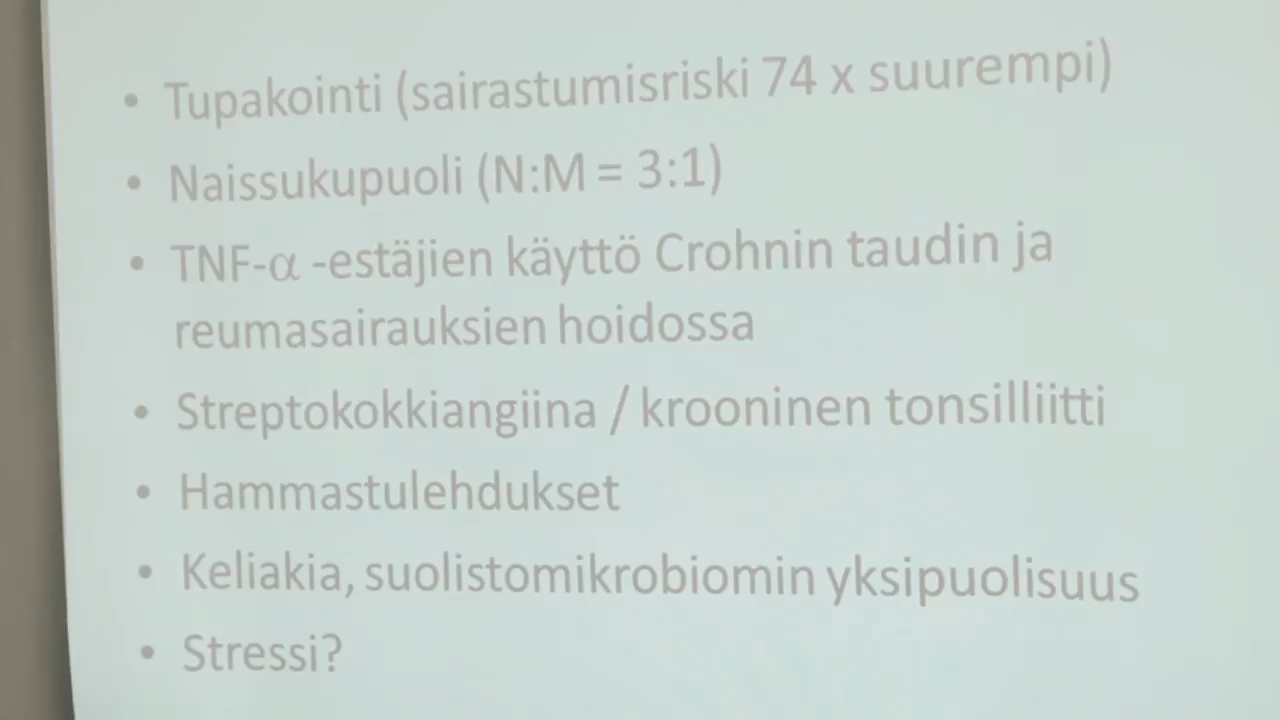 • Tupakointi (sairastumisriski 74 x suurempi)
• Naissukupuoli (N:M = 3:1)
• TNF-α -estäjien käyttö Crohnin taudin ja
reumasairauksien hoidossa
• Streptokokkiangiina / krooninen tonsilliitti
• Hammastulehdukset
• Keliakia, suolistomikrobiomin yksipuolisuus
• Stressi?